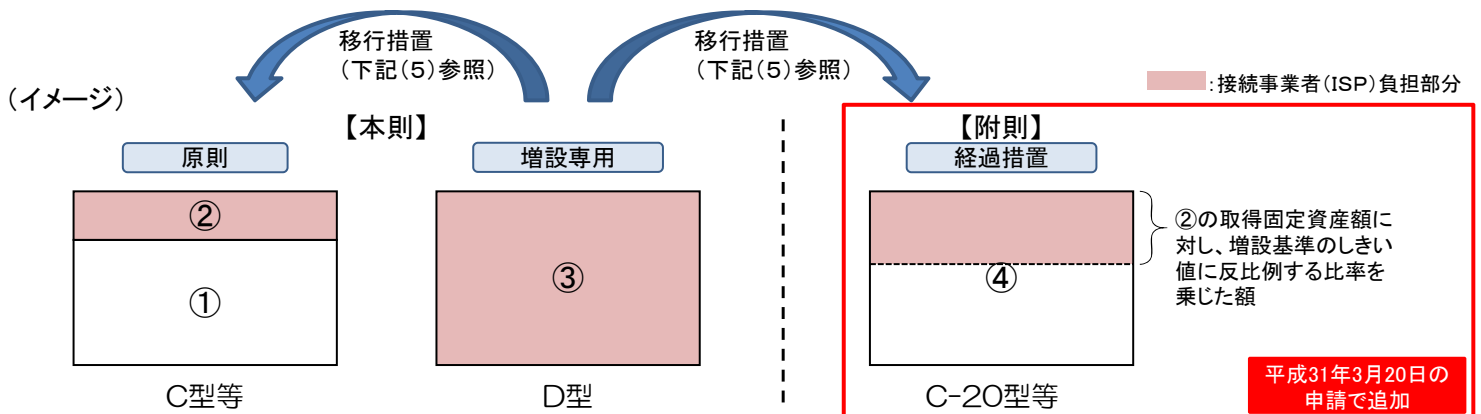 移行措置
(下記(5)参照)
移行措置
(下記(5)参照)
:接続事業者(ISP)負担部分
(イメージ)
【本則】
【附則】
原則
増設専用
経過措置
②
①
③
④
②の取得固定資産額に
対し、増設基準のしきい
値に反比例する比率を
乗じた額
C型等
D型
C-20型等
平成31年3月20日の
申請で追加